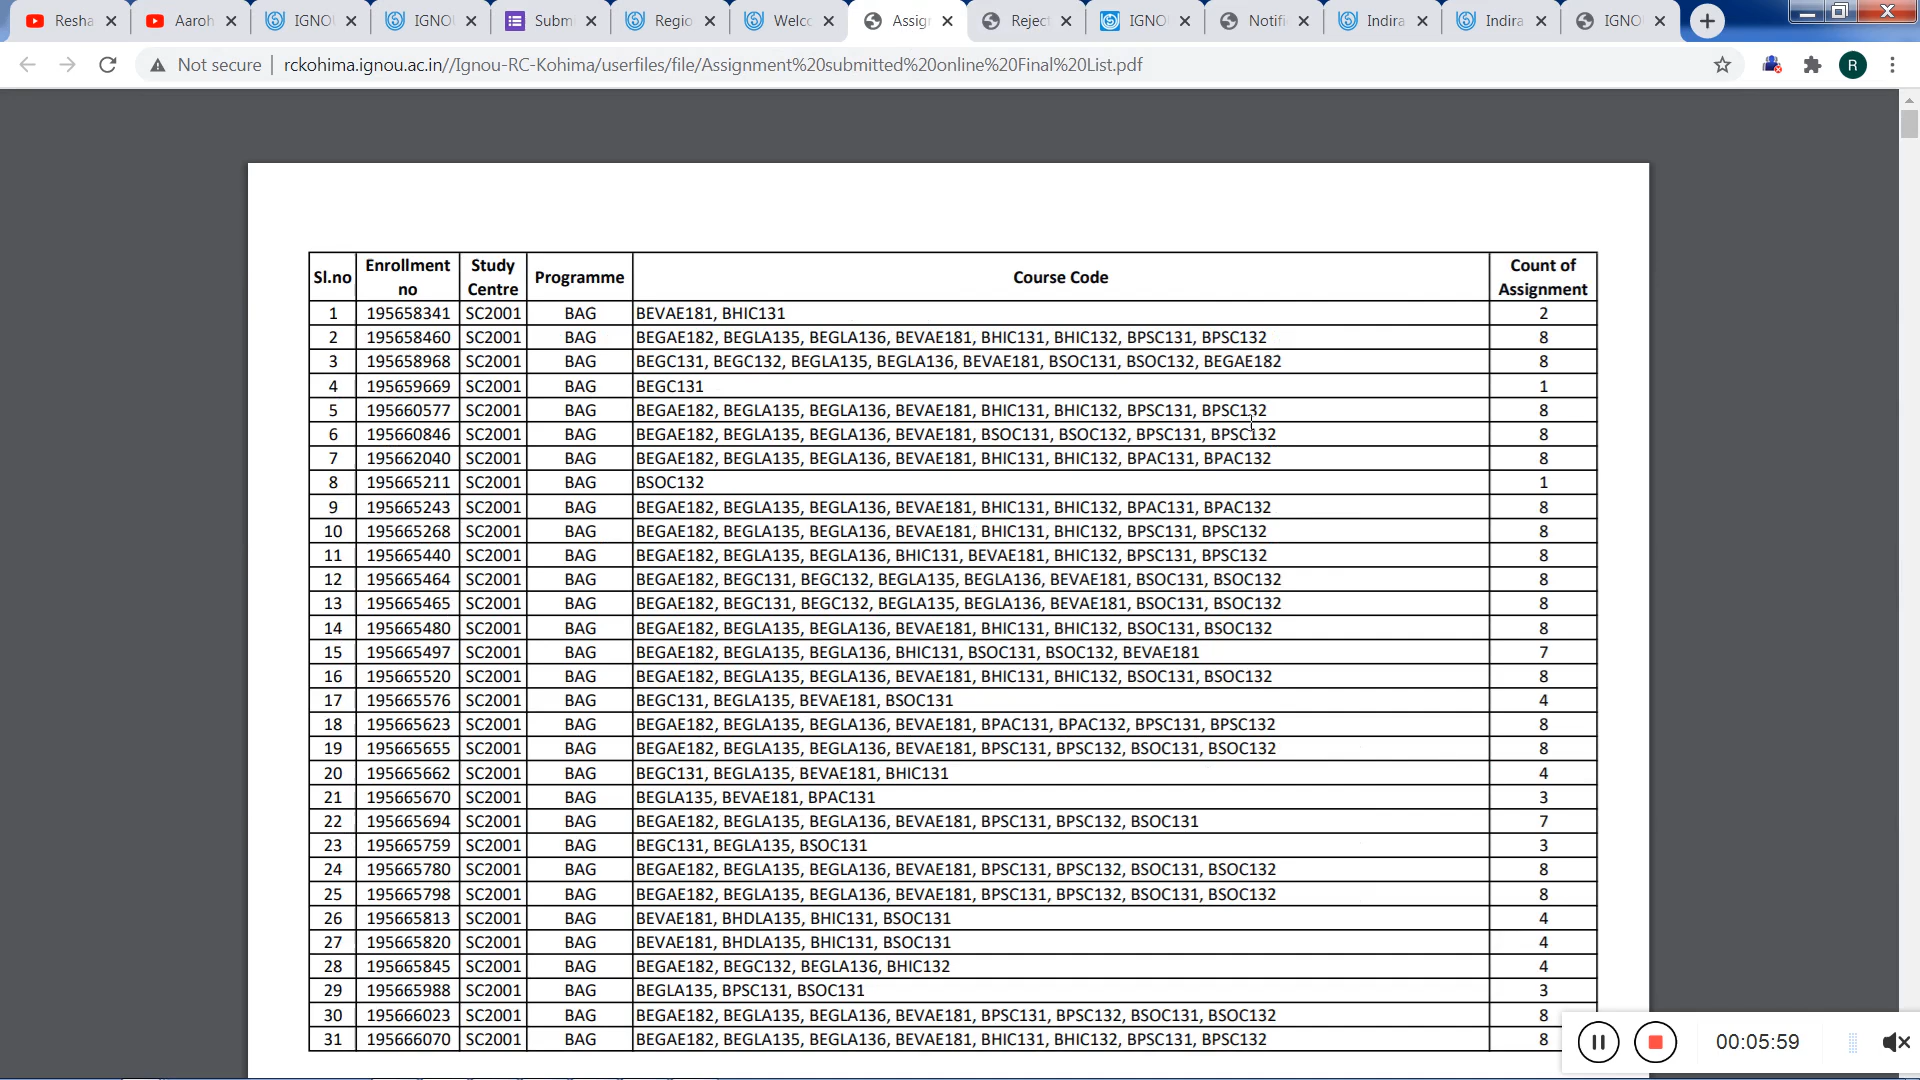 Resha
Aaroh
IGNOU
IGNOU
Subm
Regio
Welco
Assig
Reject
IGNO
Notifi
Indira
Indira
IGNO
Not secure | rckohima.ignou.ac.in//Ignou-RC-Kohima/userfiles/file/Assignment%20submitted%20online%20Final%20List.pdf
R
Sl.no Enrollment no Study Centre Programme Course Code Count of Assignment
1 195658341 SC2001 BAG BEVAE181, BHIC131 2
2 195658460 SC2001 BAG BEGAE182, BEGLA135, BEGLA136, BEVAE181, BHIC131, BHIC132, BPSC131, BPSC132 8
3 195658968 SC2001 BAG BEGC131, BEGC132, BEGLA135, BEGLA136, BEVAE181, BSOC131, BSOC132, BEGAE182 8
4 195659669 SC2001 BAG BEGC131 1
5 195660577 SC2001 BAG BEGAE182, BEGLA135, BEGLA136, BEVAE181, BHIC131, BHIC132, BPSC131, BPSC132 8
6 195660846 SC2001 BAG BEGAE182, BEGLA135, BEGLA136, BEVAE181, BSOC131, BSOC132, BPSC131, BPSC132 8
7 195662040 SC2001 BAG BEGAE182, BEGLA135, BEGLA136, BEVAE181, BHIC131, BHIC132, BPAC131, BPAC132 8
8 195665211 SC2001 BAG BSOC132 1
9 195665243 SC2001 BAG BEGAE182, BEGLA135, BEGLA136, BEVAE181, BHIC131, BHIC132, BPAC131, BPAC132 8
10 195665268 SC2001 BAG BEGAE182, BEGLA135, BEGLA136, BEVAE181, BHIC131, BHIC132, BPSC131, BPSC132 8
11 195665440 SC2001 BAG BEGAE182, BEGLA135, BEGLA136, BHIC131, BEVAE181, BHIC132, BPSC131, BPSC132 8
12 195665464 SC2001 BAG BEGAE182, BEGC131, BEGC132, BEGLA135, BEGLA136, BEVAE181, BSOC131, BSOC132 8
13 195665465 SC2001 BAG BEGAE182, BEGC131, BEGC132, BEGLA135, BEGLA136, BEVAE181, BSOC131, BSOC132 8
14 195665480 SC2001 BAG BEGAE182, BEGLA135, BEGLA136, BEVAE181, BHIC131, BHIC132, BSOC131, BSOC132 8
15 195665497 SC2001 BAG BEGAE182, BEGLA135, BEGLA136, BHIC131, BSOC131, BSOC132, BEVAE181 7
16 195665520 SC2001 BAG BEGAE182, BEGLA135, BEGLA136, BEVAE181, BHIC131, BHIC132, BSOC131, BSOC132 8
17 195665576 SC2001 BAG BEGC131, BEGLA135, BEVAE181, BSOC131 4
18 195665623 SC2001 BAG BEGAE182, BEGLA135, BEGLA136, BEVAE181, BPAC131, BPAC132, BPSC131, BPSC132 8
19 195665655 SC2001 BAG BEGAE182, BEGLA135, BEGLA136, BEVAE181, BPSC131, BPSC132, BSOC131, BSOC132 8
20 195665662 SC2001 BAG BEGC131, BEGLA135, BEVAE181, BHIC131 4
21 195665670 SC2001 BAG BEGLA135, BEVAE181, BPAC131 3
22 195665694 SC2001 BAG BEGAE182, BEGLA135, BEGLA136, BEVAE181, BPSC131, BPSC132, BSOC131 7
23 195665759 SC2001 BAG BEGC131, BEGLA135, BSOC131 3
24 195665780 SC2001 BAG BEGAE182, BEGLA135, BEGLA136, BEVAE181, BPSC131, BPSC132, BSOC131, BSOC132 8
25 195665798 SC2001 BAG BEGAE182, BEGLA135, BEGLA136, BEVAE181, BPSC131, BPSC132, BSOC131, BSOC132 8
26 195665813 SC2001 BAG BEVAE181, BHDLA135, BHIC131, BSOC131 4
27 195665820 SC2001 BAG BEVAE181, BHDLA135, BHIC131, BSOC131 4
28 195665845 SC2001 BAG BEGAE182, BEGC132, BEGLA136, BHIC132 4
29 195665988 SC2001 BAG BEGLA135, BPSC131, BSOC131 3
30 195666023 SC2001 BAG BEGAE182, BEGLA135, BEGLA136, BEVAE181, BPSC131, BPSC132, BSOC131, BSOC132 8
31 195666070 SC2001 BAG BEGAE182, BEGLA135, BEGLA136, BEVAE181, BHIC131, BHIC132, BPSC131, BPSC132 8
00:05:59